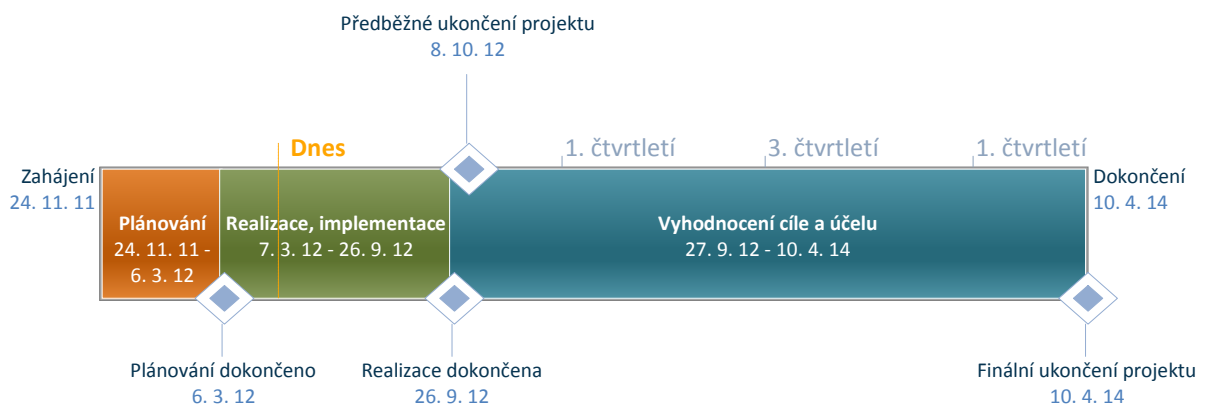 Předběžné ukončení projektu
8. 10. 12
Dnes
1. čtvrtletí
3. čtvrtletí
1. čtvrtletí
Zahájení
24. 11. 11
Plánování
24. 11. 11 -
6. 3. 12
Realizace, implementace
7. 3. 12 - 26. 9. 12
Vyhodnocení cíle a účelu
27. 9. 12 - 10. 4. 14
Dokončení
10. 4. 14
Plánování dokončeno
6. 3. 12
Realizace dokončena
26. 9. 12
Finální ukončení projektu
10. 4. 14